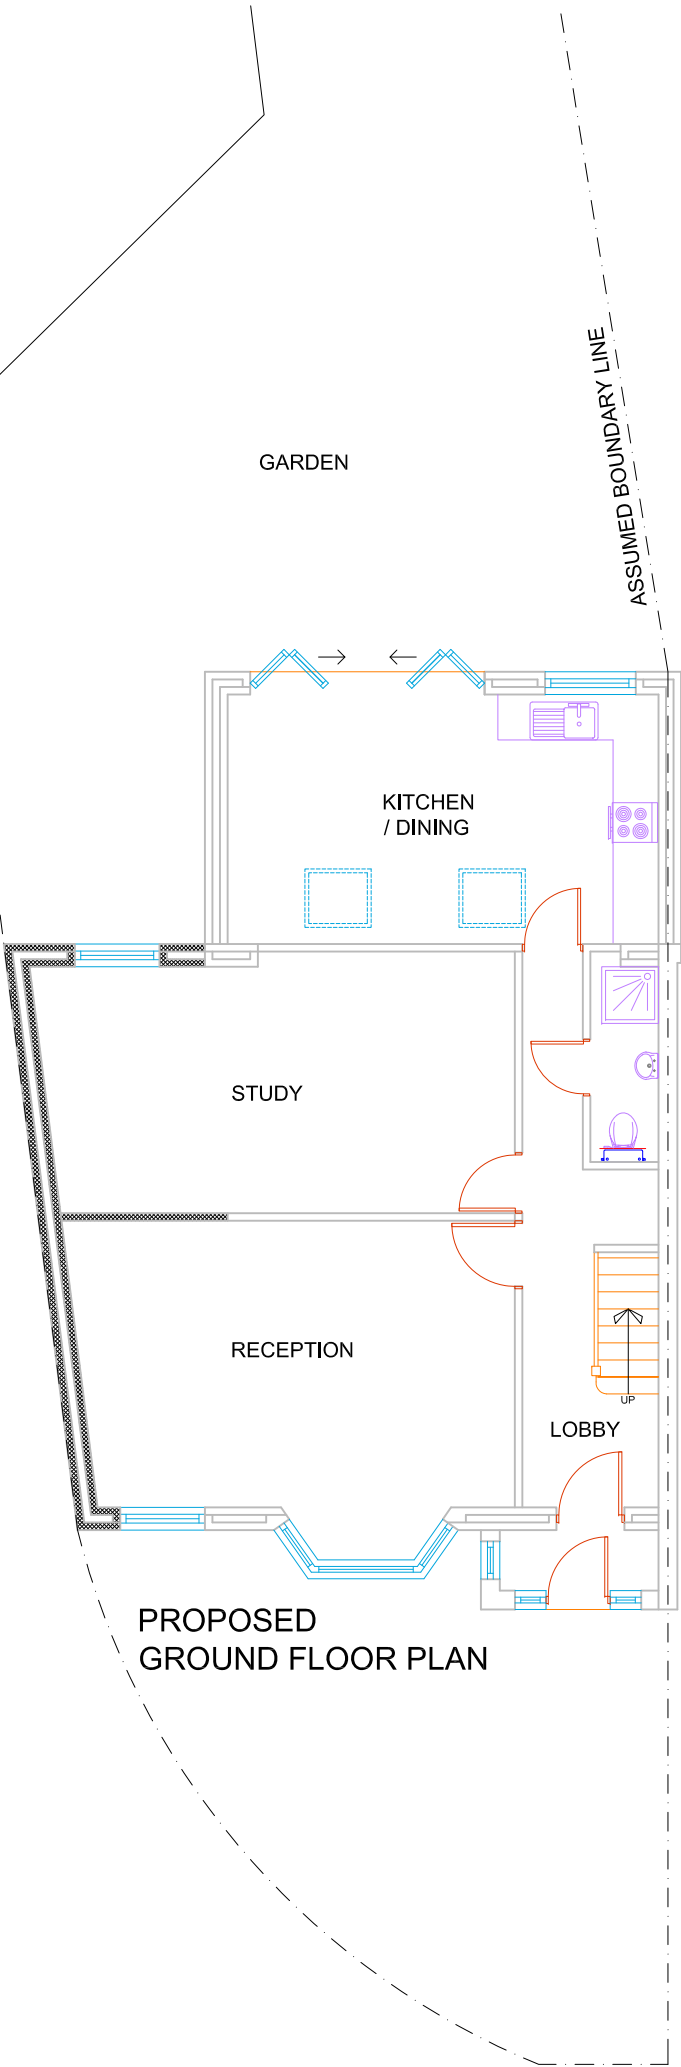 GARDEN
ASSUMED BOUNDARY LINE
KITCHEN
/ DINING
STUDY
RECEPTION
UP
LOBBY
PROPOSED
GROUND FLOOR PLAN